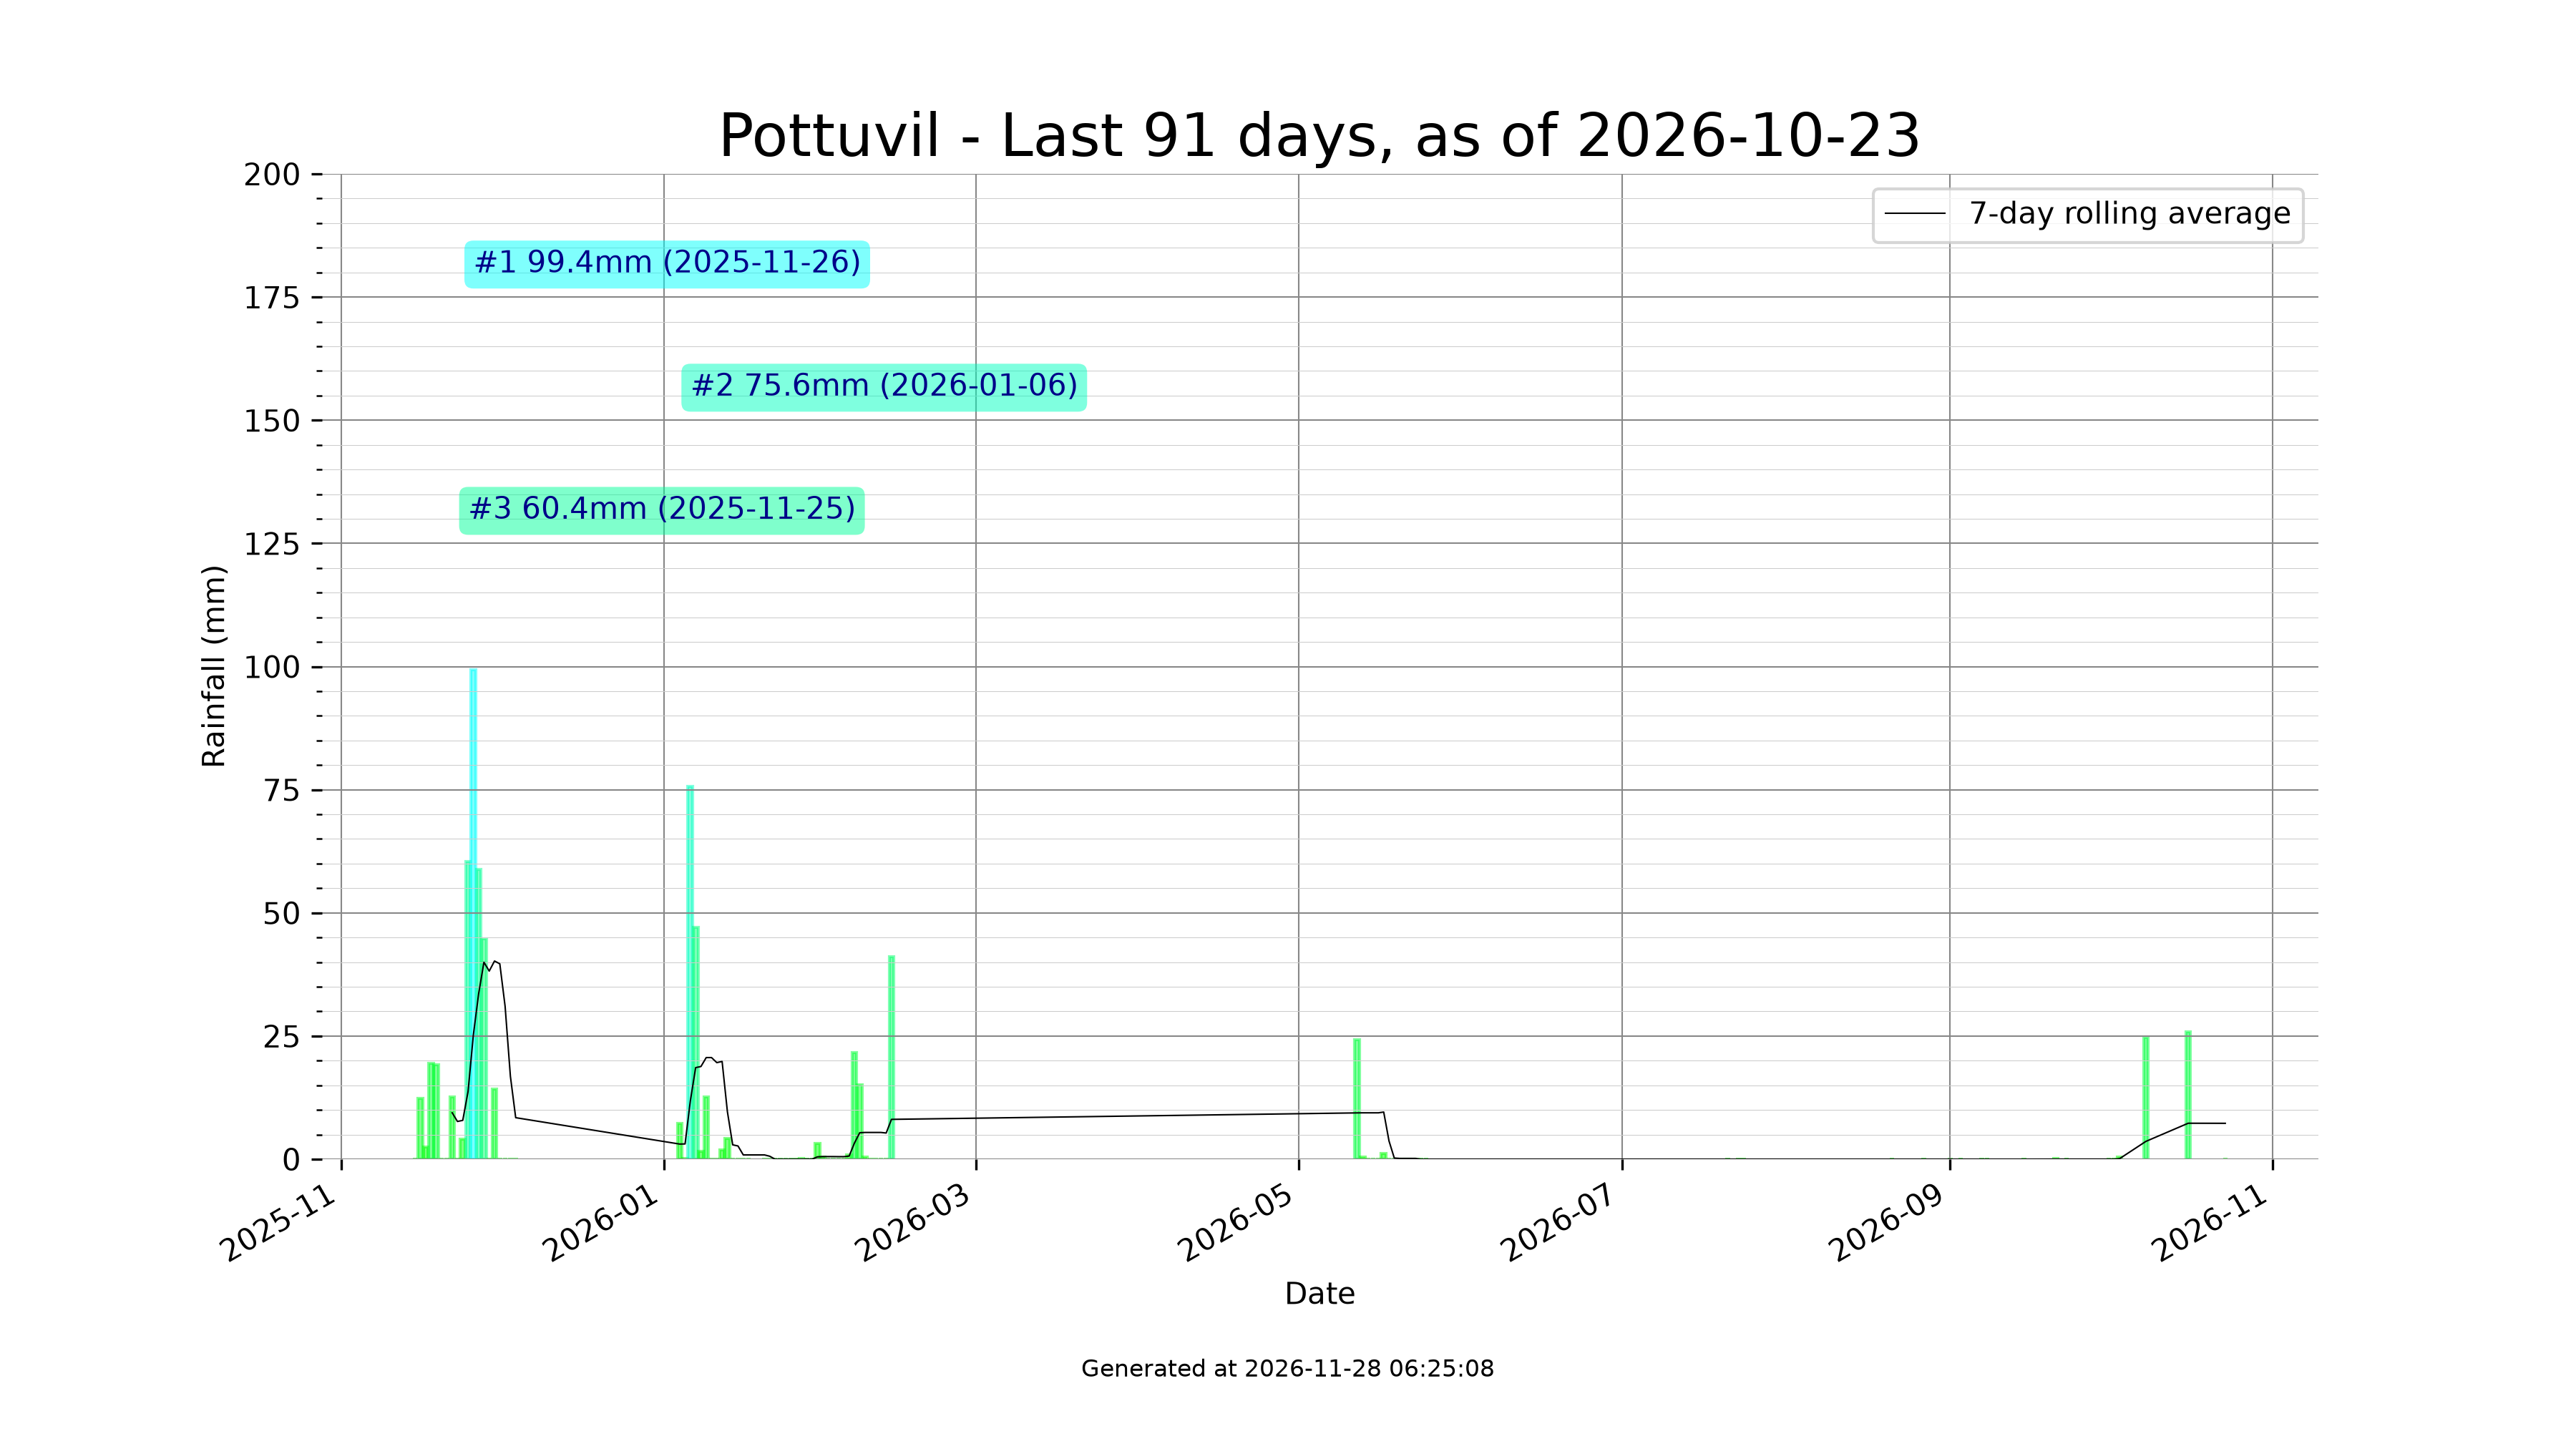 Pottuvil - Last 91 days, as of 2026-10-23
200
175
150
125
100
75
50
25
0
Rainfall (mm)
7-day rolling average
#1 99.4mm (2025-11-26)
#2 75.6mm (2026-01-06)
#3 60.4mm (2025-11-25)
2025-11
2026-01
2026-03
2026-05
2026-07
2026-09
2026-11
Date
Generated at 2026-11-28 06:25:08